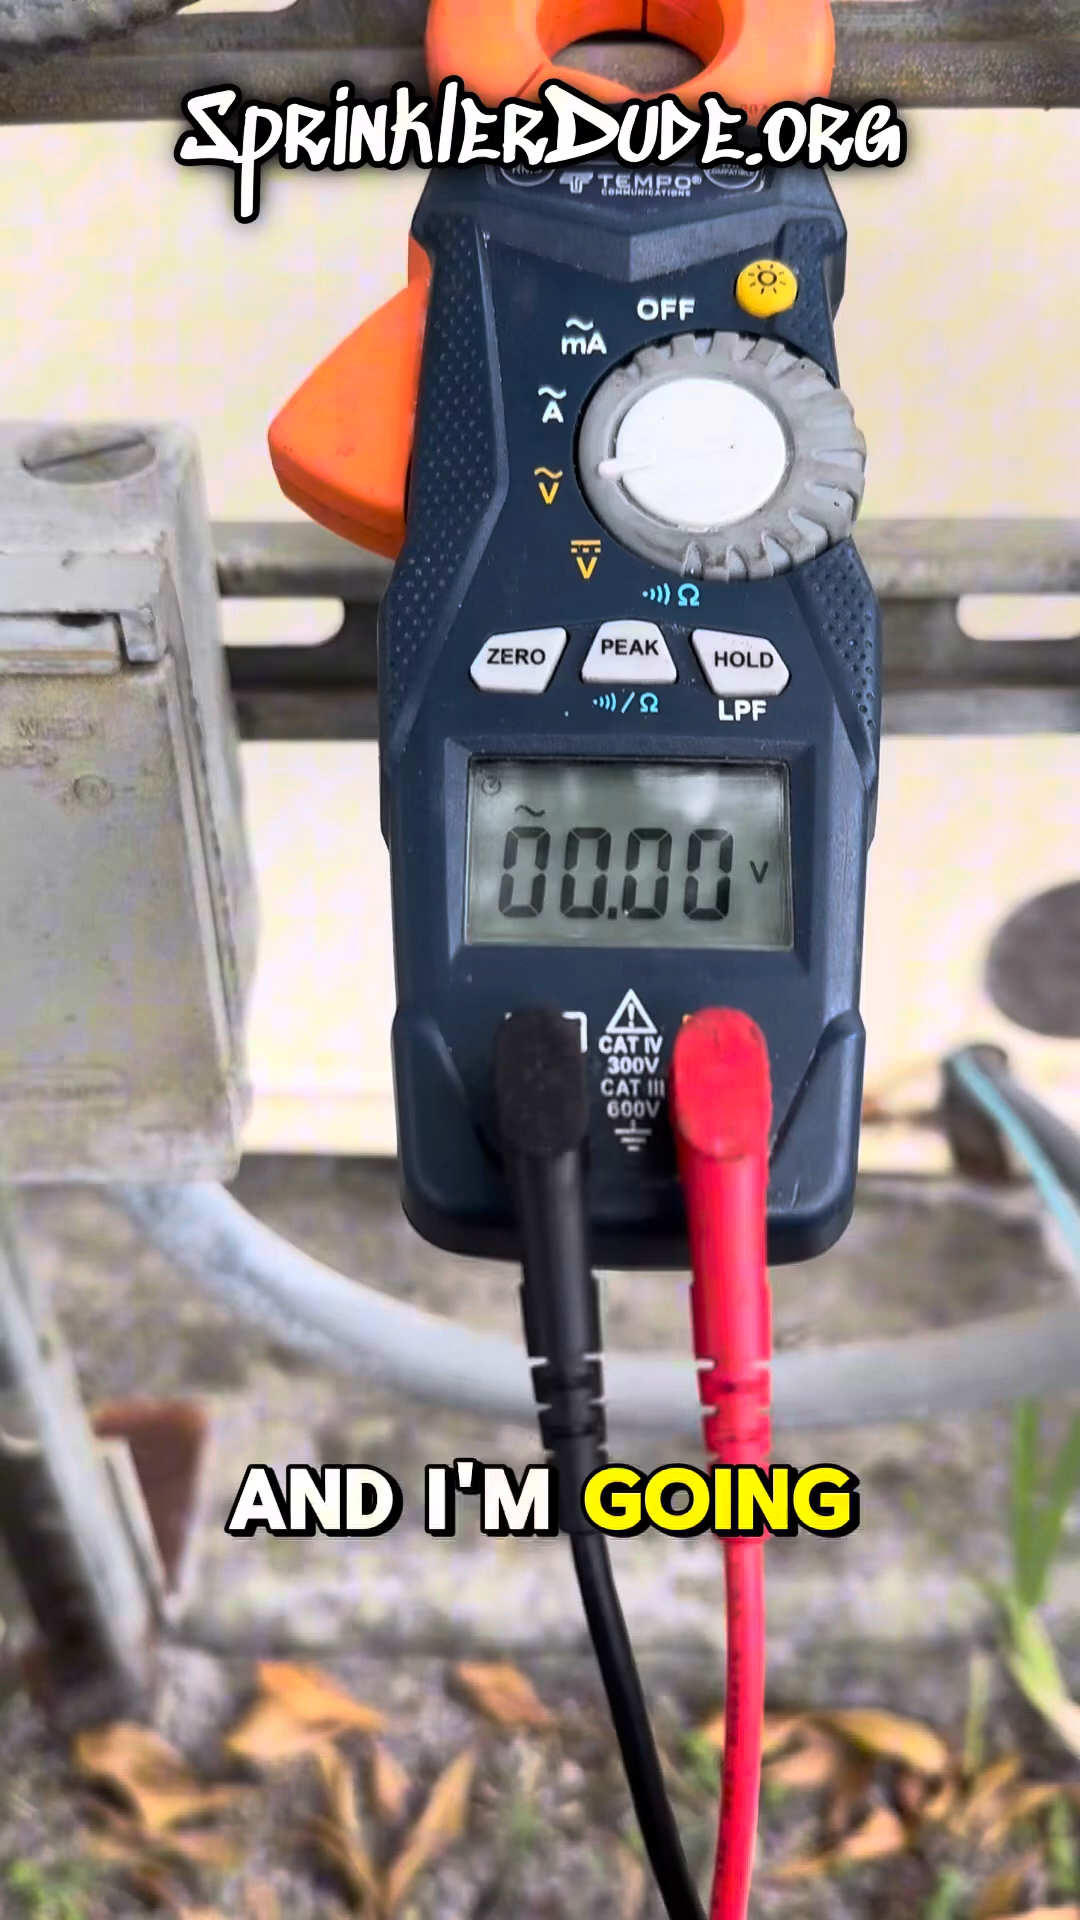 SprinklerDude.org
TEMPO®
COMMUNICATIONS
OFF
mA
A
V
V
Ω
ZERO
PEAK
HOLD
/Ω
LPF
~
00.00 V
CAT IV
300V
CAT III
600V
AND I'M GOING